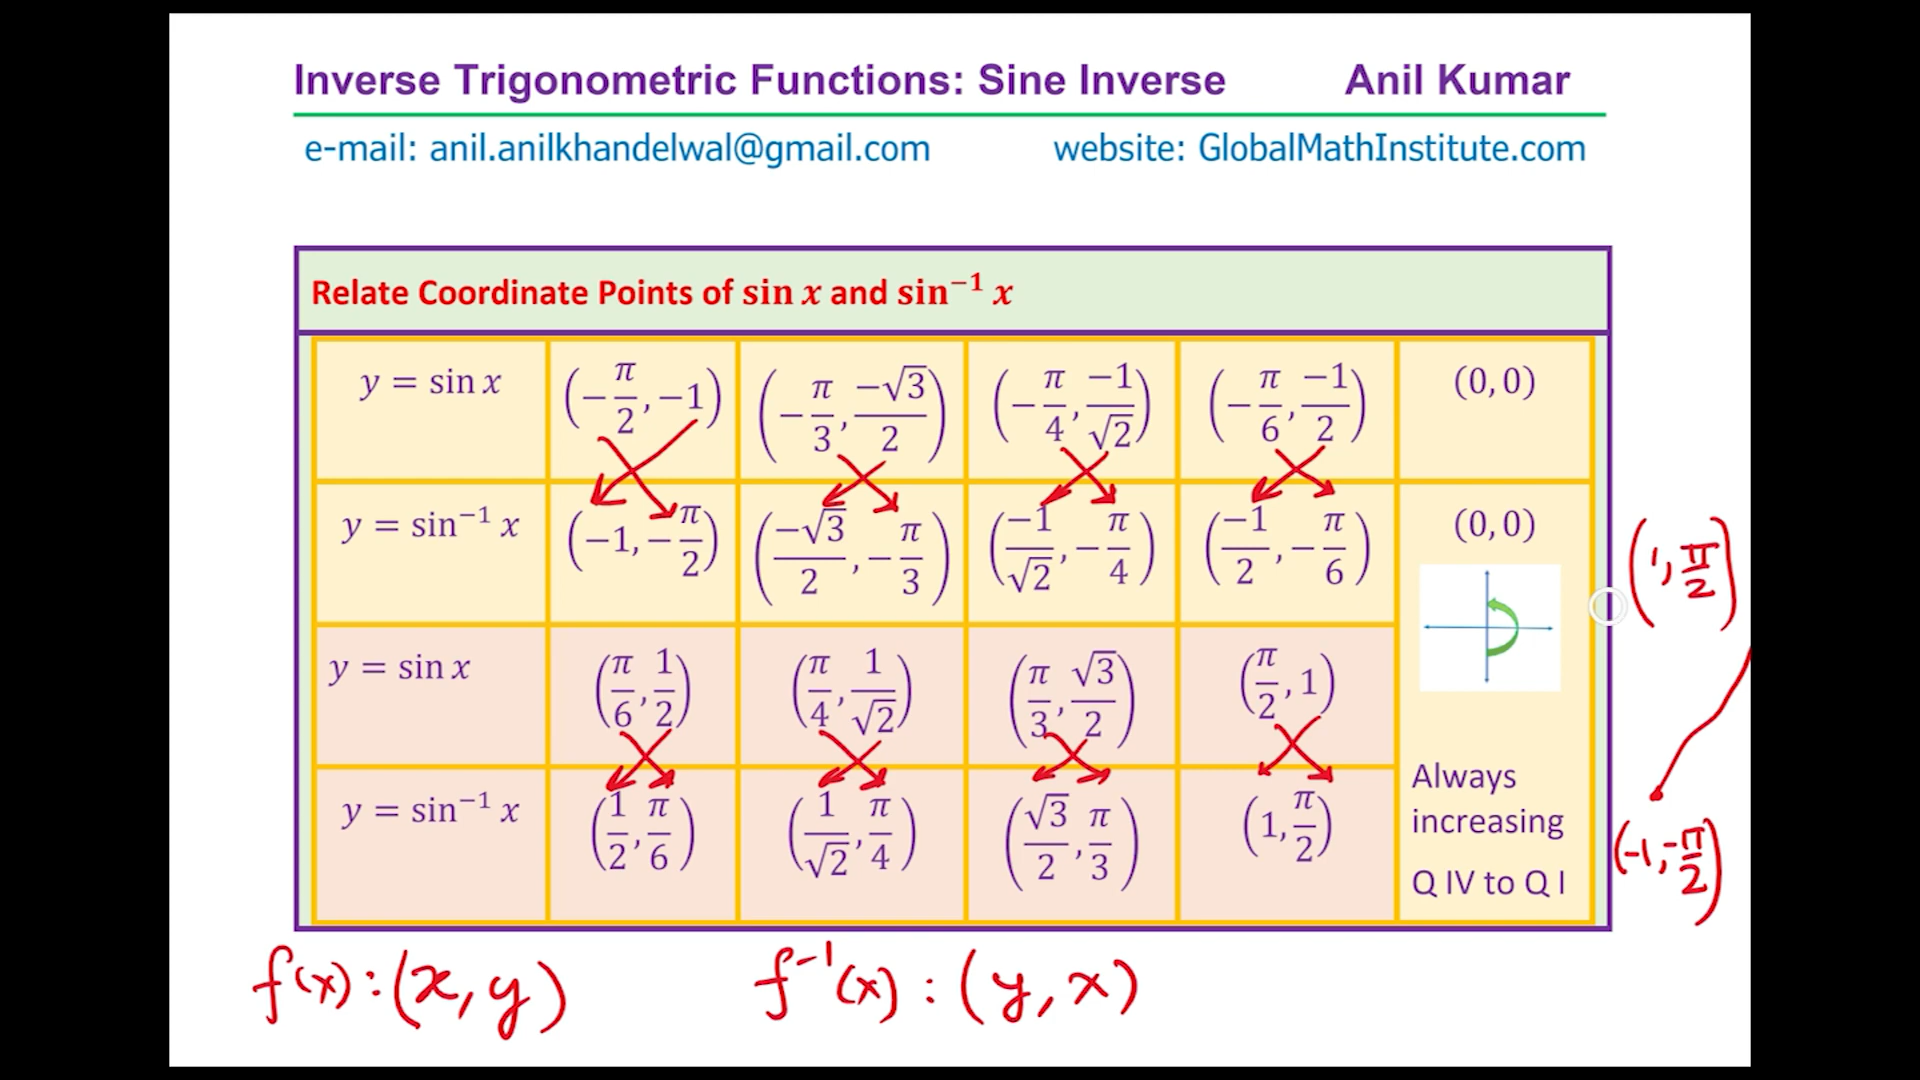 Inverse Trigonometric Functions: Sine Inverse Anil Kumar
e-mail: anil.anilkhandelwal@gmail.com website: GlobalMathInstitute.com
Relate Coordinate Points of sin x and sin⁻¹ x
y = sin x (−π/2, −1) (−π/3, −√3/2) (−π/4, −1/√2) (−π/6, −1/2) (0, 0)
y = sin⁻¹ x (−1, −π/2) (−√3/2, −π/3) (−1/√2, −π/4) (−1/2, −π/6) (0, 0)
(1, π/2)
y = sin x (π/6, 1/2) (π/4, 1/√2) (π/3, √3/2) (π/2, 1)
y = sin⁻¹ x (1/2, π/6) (1/√2, π/4) (√3/2, π/3) (1, π/2)
Always
increasing
Q IV to Q I
(-1, -π/2)
f(x) : (x, y) f⁻¹(x) : (y, x)